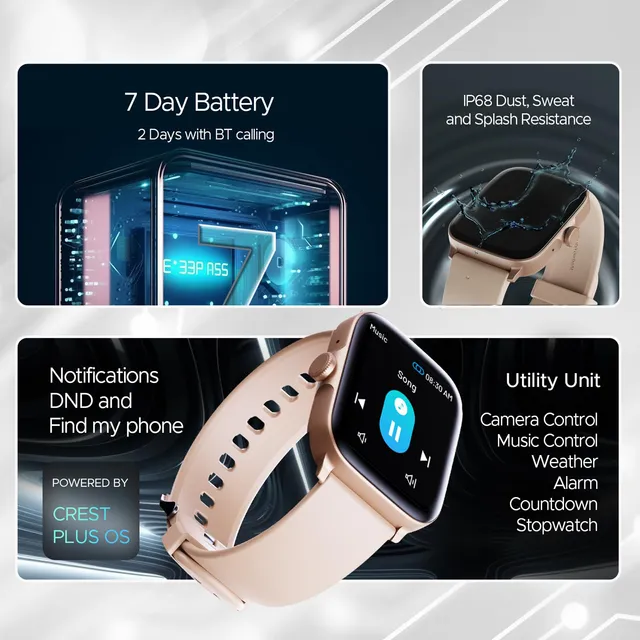 7 Day Battery
2 Days with BT calling
IP68 Dust, Sweat
and Splash Resistance
Notifications
DND and
Find my phone
POWERED BY
CREST
PLUS OS
Music
08:30 AM
Song
Utility Unit
Camera Control
Music Control
Weather
Alarm
Countdown
Stopwatch